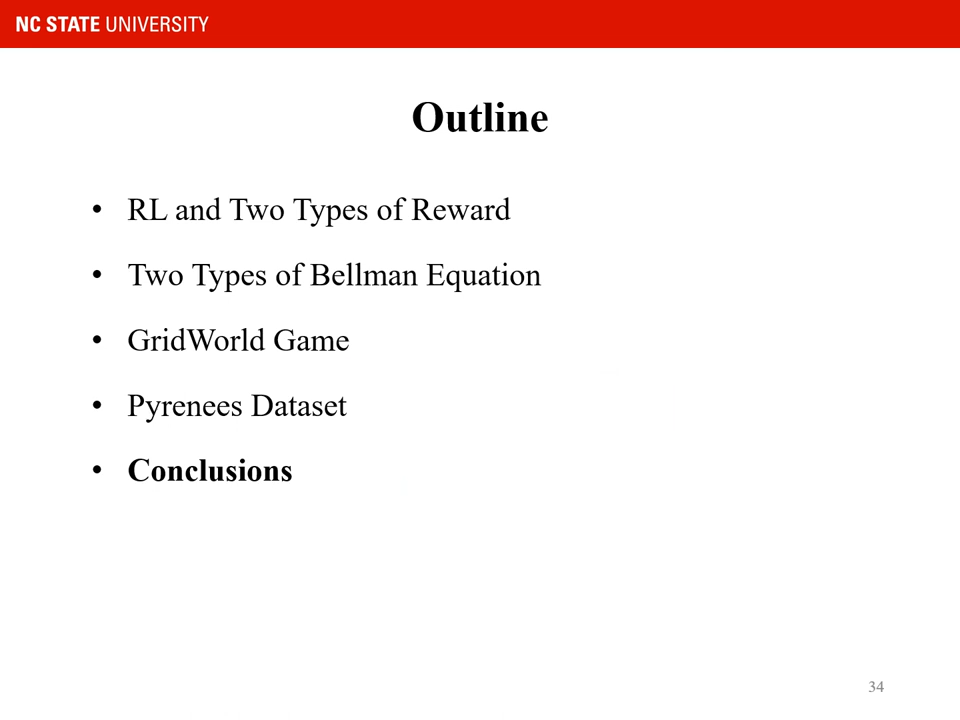 NC STATE UNIVERSITY
Outline
• RL and Two Types of Reward
• Two Types of Bellman Equation
• GridWorld Game
• Pyrenees Dataset
• Conclusions
34